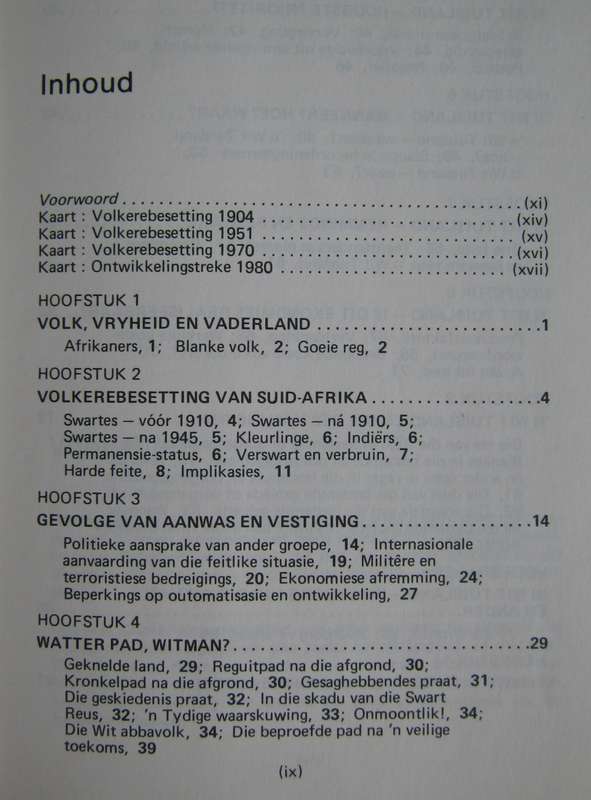 Inhoud
Voorwoord . . . . . . . . . . . . . . . . . . . . . . . . . . . . . . . . . . . . . . . . . (xi)
Kaart : Volkerebesetting 1904 . . . . . . . . . . . . . . . . . . . . . . . . . (xiv)
Kaart : Volkerebesetting 1951 . . . . . . . . . . . . . . . . . . . . . . . . . (xv)
Kaart : Volkerebesetting 1970 . . . . . . . . . . . . . . . . . . . . . . . . . (xvi)
Kaart : Ontwikkelingstreke 1980 . . . . . . . . . . . . . . . . . . . . . . . (xvii)
HOOFSTUK 1
VOLK, VRYHEID EN VADERLAND . . . . . . . . . . . . . . . . . . . . . . .1
Afrikaners, 1; Blanke volk, 2; Goeie reg, 2
HOOFSTUK 2
VOLKEREBESETTING VAN SUID-AFRIKA . . . . . . . . . . . . . . . . .4
Swartes – vóór 1910, 4; Swartes – ná 1910, 5;
Swartes – na 1945, 5; Kleurlinge, 6; Indiërs, 6;
Permanensie-status, 6; Verswart en verbruin, 7;
Harde feite, 8; Implikasies, 11
HOOFSTUK 3
GEVOLGE VAN AANWAS EN VESTIGING . . . . . . . . . . . . . . . . . 14
Politieke aansprake van ander groepe, 14; Internasionale
aanvaarding van die feitlike situasie, 19; Militêre en
terroristiese bedreigings, 20; Ekonomiese afremming, 24;
Beperkings op outomatisasie en ontwikkeling, 27
HOOFSTUK 4
WATTER PAD, WITMAN? . . . . . . . . . . . . . . . . . . . . . . . . . . . . . .29
Geknelde land, 29; Reguitpad na die afgrond, 30;
Kronkelpad na die afgrond, 30; Gesaghebbendes praat, 31;
Die geskiedenis praat, 32; In die skadu van die Swart
Reus, 32; 'n Tydige waarskuwing, 33; Onmoontlik!, 34;
Die Wit abbavolk, 34; Die beproefde pad na 'n veilige
toekoms, 39
(ix)